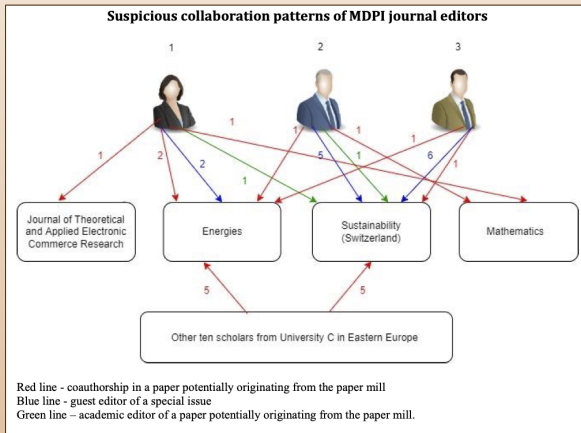 Suspicious collaboration patterns of MDPI journal editors
1 2 3
1 1 1 1
1 2 2 5 1 6 1
1
Journal of Theoretical
and Applied Electronic
Commerce Research
Energies
Sustainability
(Switzerland)
Mathematics
5 5
Other ten scholars from University C in Eastern Europe
Red line - coauthorship in a paper potentially originating from the paper mill
Blue line - guest editor of a special issue
Green line – academic editor of a paper potentially originating from the paper mill.